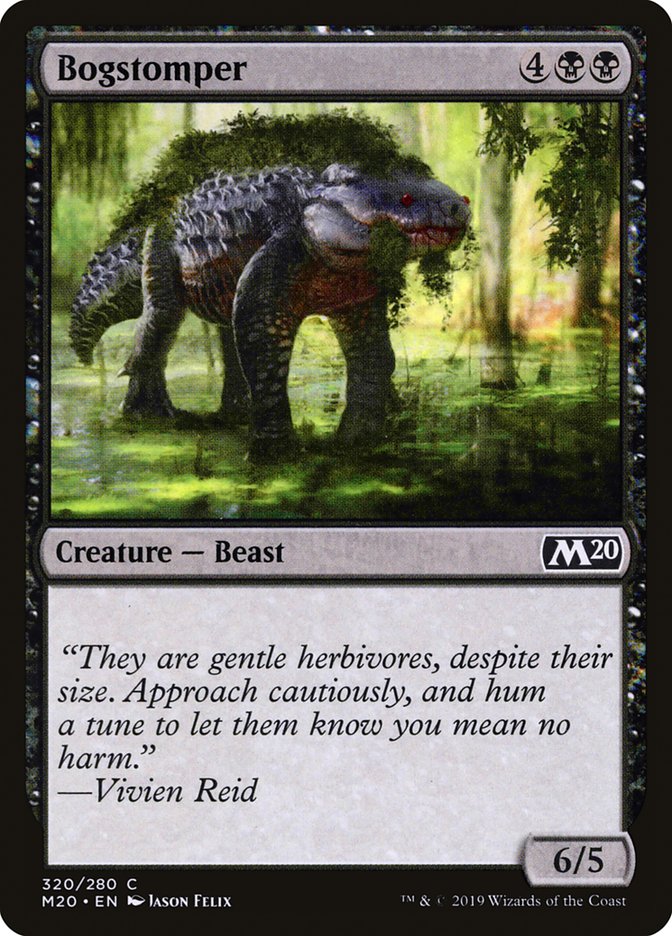 Bogstomper 4
Creature — Beast M20
“They are gentle herbivores, despite their
size. Approach cautiously, and hum
a tune to let them know you mean no
harm.”
—Vivien Reid
6/5
320/280 C
M20 • EN Jason Felix ™ & © 2019 Wizards of the Coast